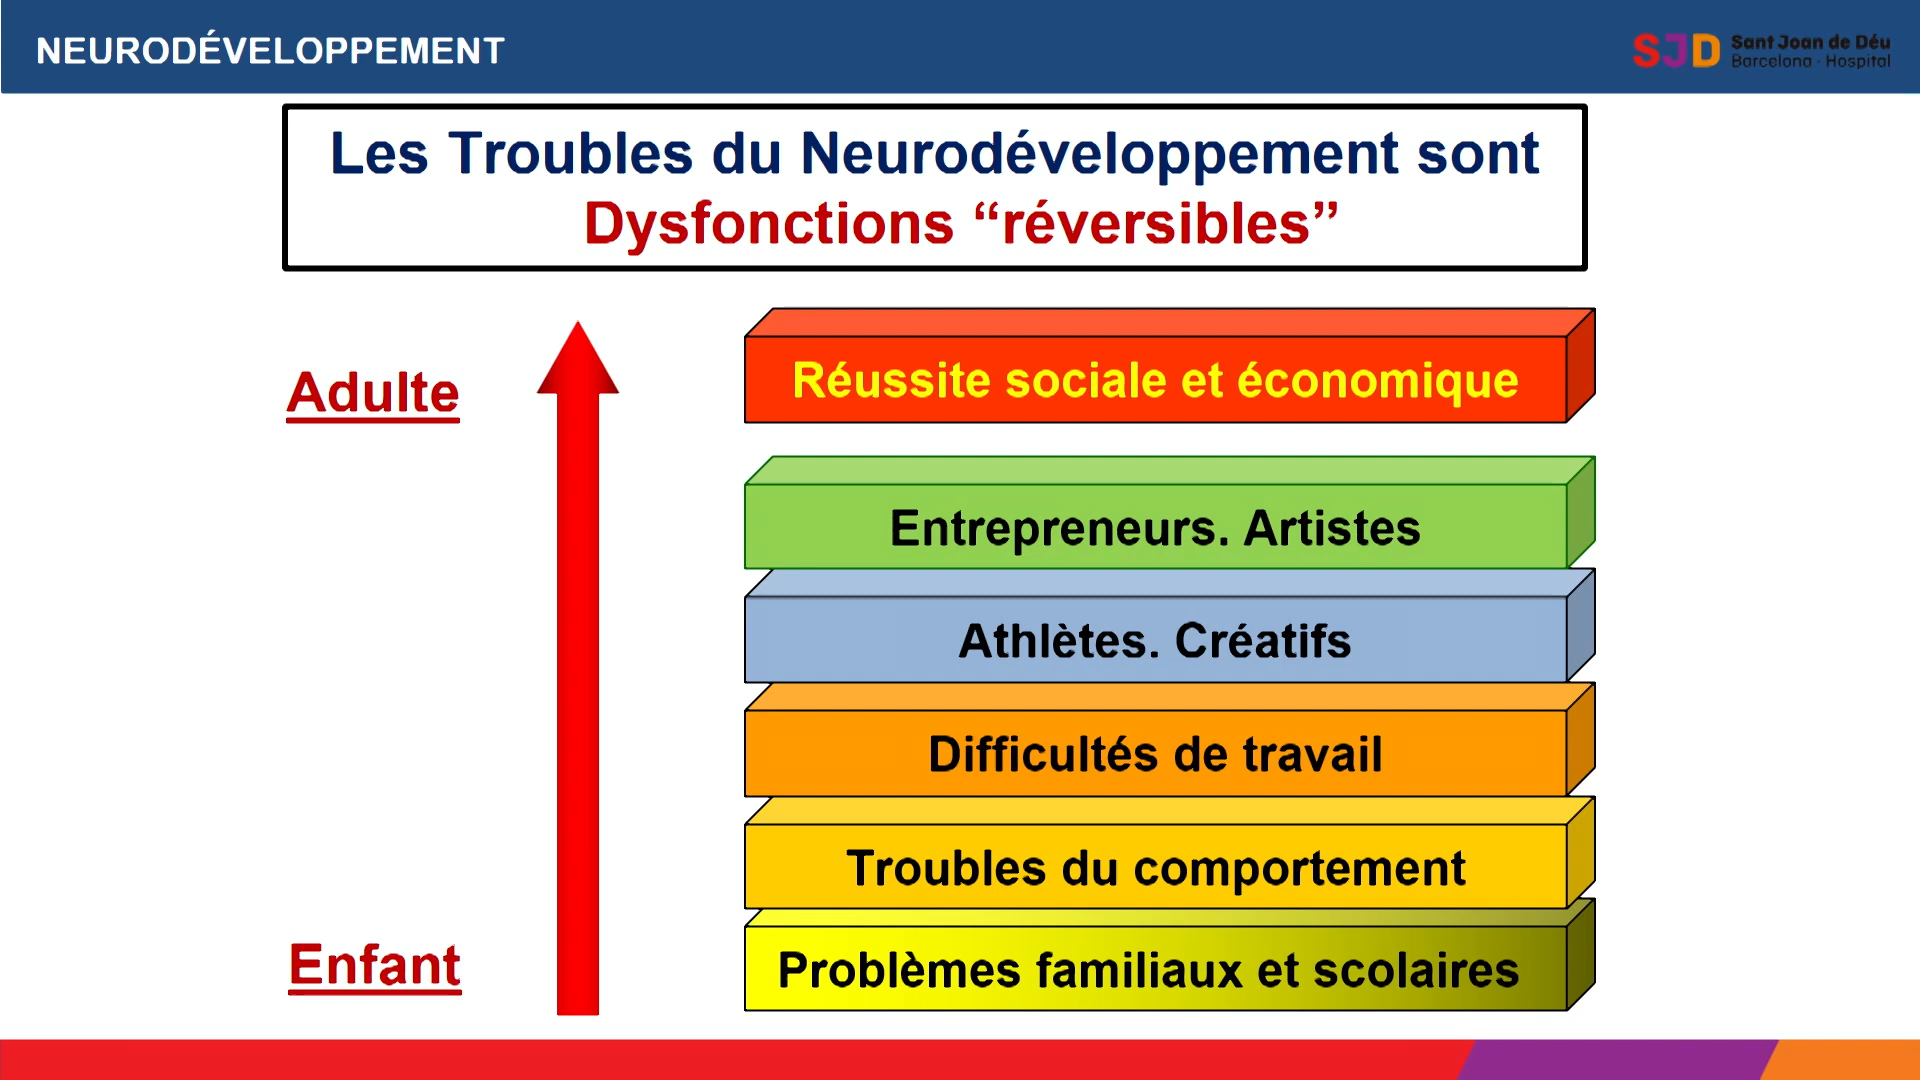 NEURODÉVELOPPEMENT
SJD Sant Joan de Déu
Barcelona · Hospital
Les Troubles du Neurodéveloppement sont
Dysfonctions “réversibles”
Adulte
Réussite sociale et économique
Entrepreneurs. Artistes
Athlètes. Créatifs
Difficultés de travail
Troubles du comportement
Enfant
Problèmes familiaux et scolaires